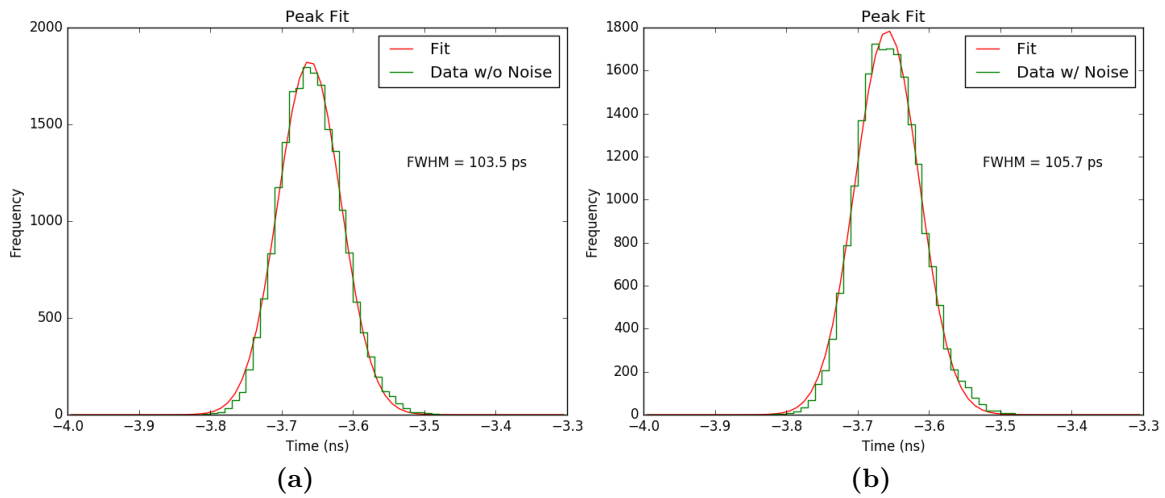 Peak Fit
2000
1500
1000
500
0
Frequency
Fit
Data w/o Noise
FWHM = 103.5 ps
−4.0 −3.9 −3.8 −3.7 −3.6 −3.5 −3.4 −3.3
Time (ns)
(a)
Peak Fit
1800
1600
1400
1200
1000
800
600
400
200
0
Frequency
Fit
Data w/ Noise
FWHM = 105.7 ps
−4.0 −3.9 −3.8 −3.7 −3.6 −3.5 −3.4 −3.3
Time (ns)
(b)